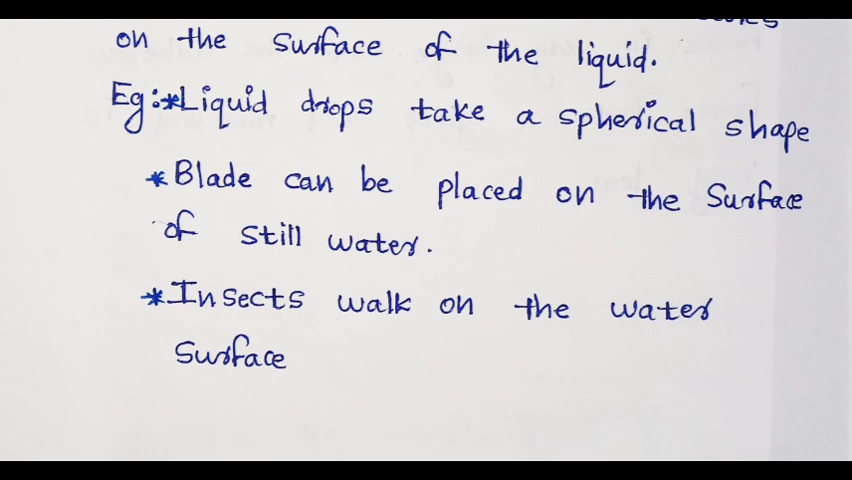 on the surface of the liquid.
Eg:*Liquid drops take a spherical shape
*Blade can be placed on the Surface
of still water.
*Insects walk on the water
Surface